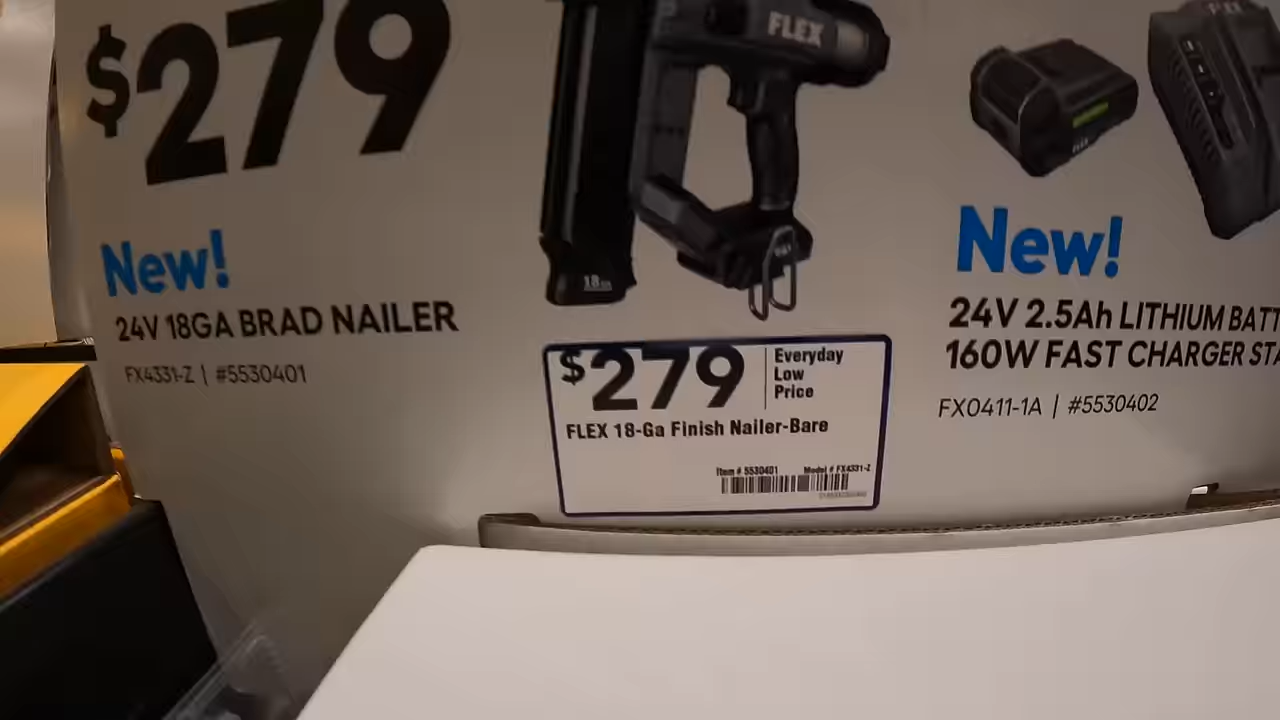 $279
New!
24V 18GA BRAD NAILER
FX4331-Z | #5530401
FLEX
18GA
$279
Everyday
Low
Price
FLEX 18-Ga Finish Nailer-Bare
Item # 5530401 Model # FX4331-Z
New!
24V 2.5Ah LITHIUM BATT
160W FAST CHARGER STA
FX0411-1A | #5530402